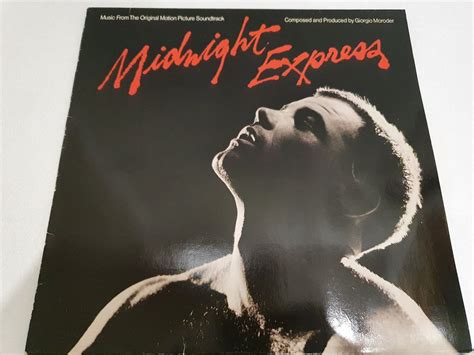 Music From The Original Motion Picture Soundtrack
Composed and Produced by Giorgio Moroder
Midnight Express